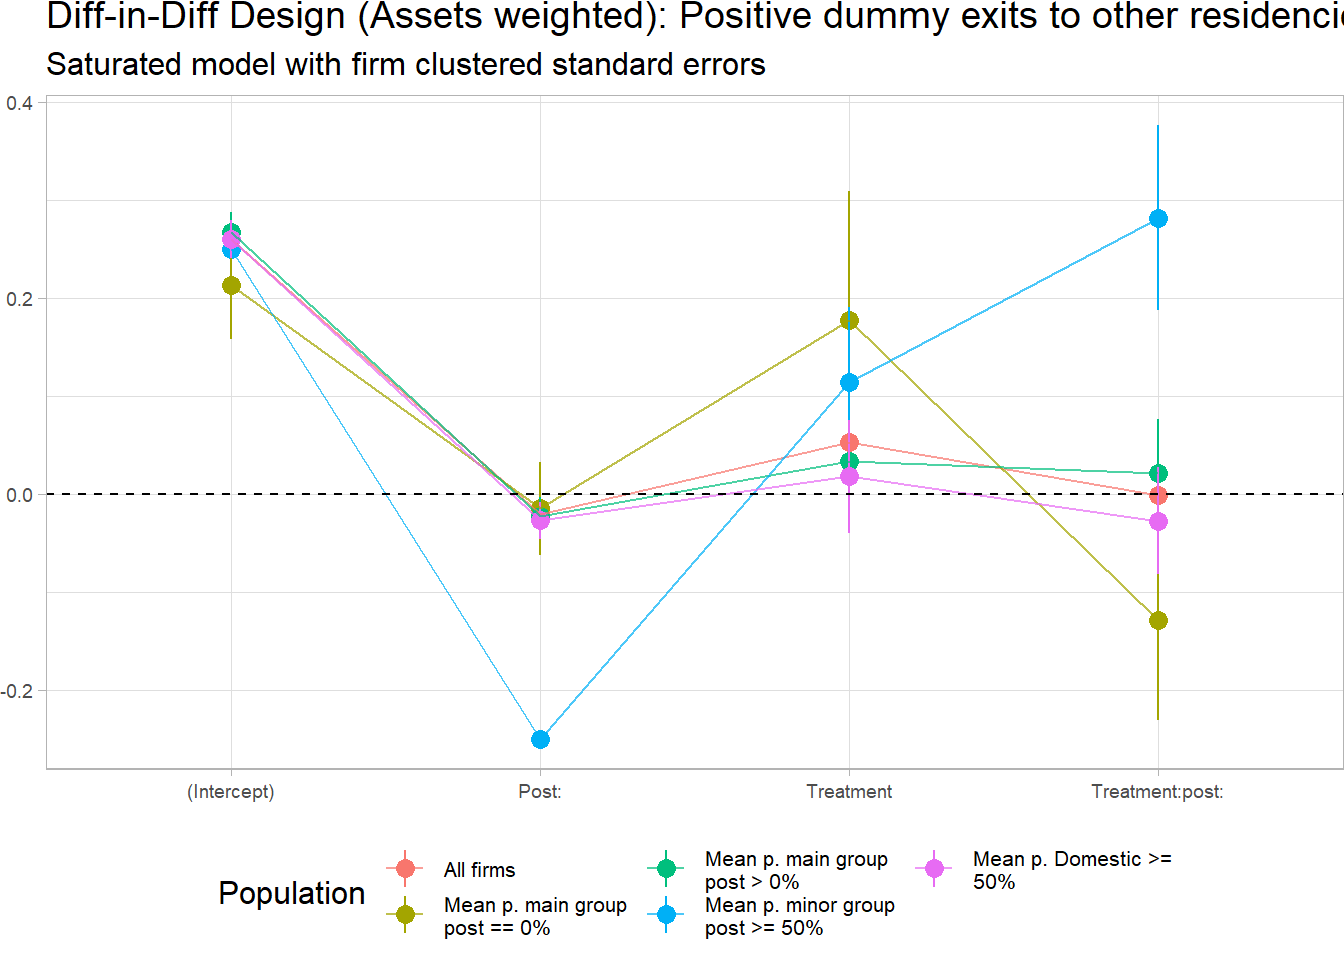 Diff-in-Diff Design (Assets weighted): Positive dummy exits to other
Saturated model with firm clustered standard errors
0.4
0.2
0.0
-0.2
(Intercept) Post: Treatment Treatment:post:
Population
All firms
Mean p. main group
post == 0%
Mean p. main group
post > 0%
Mean p. minor group
post >= 50%
Mean p. Domestic >=
50%